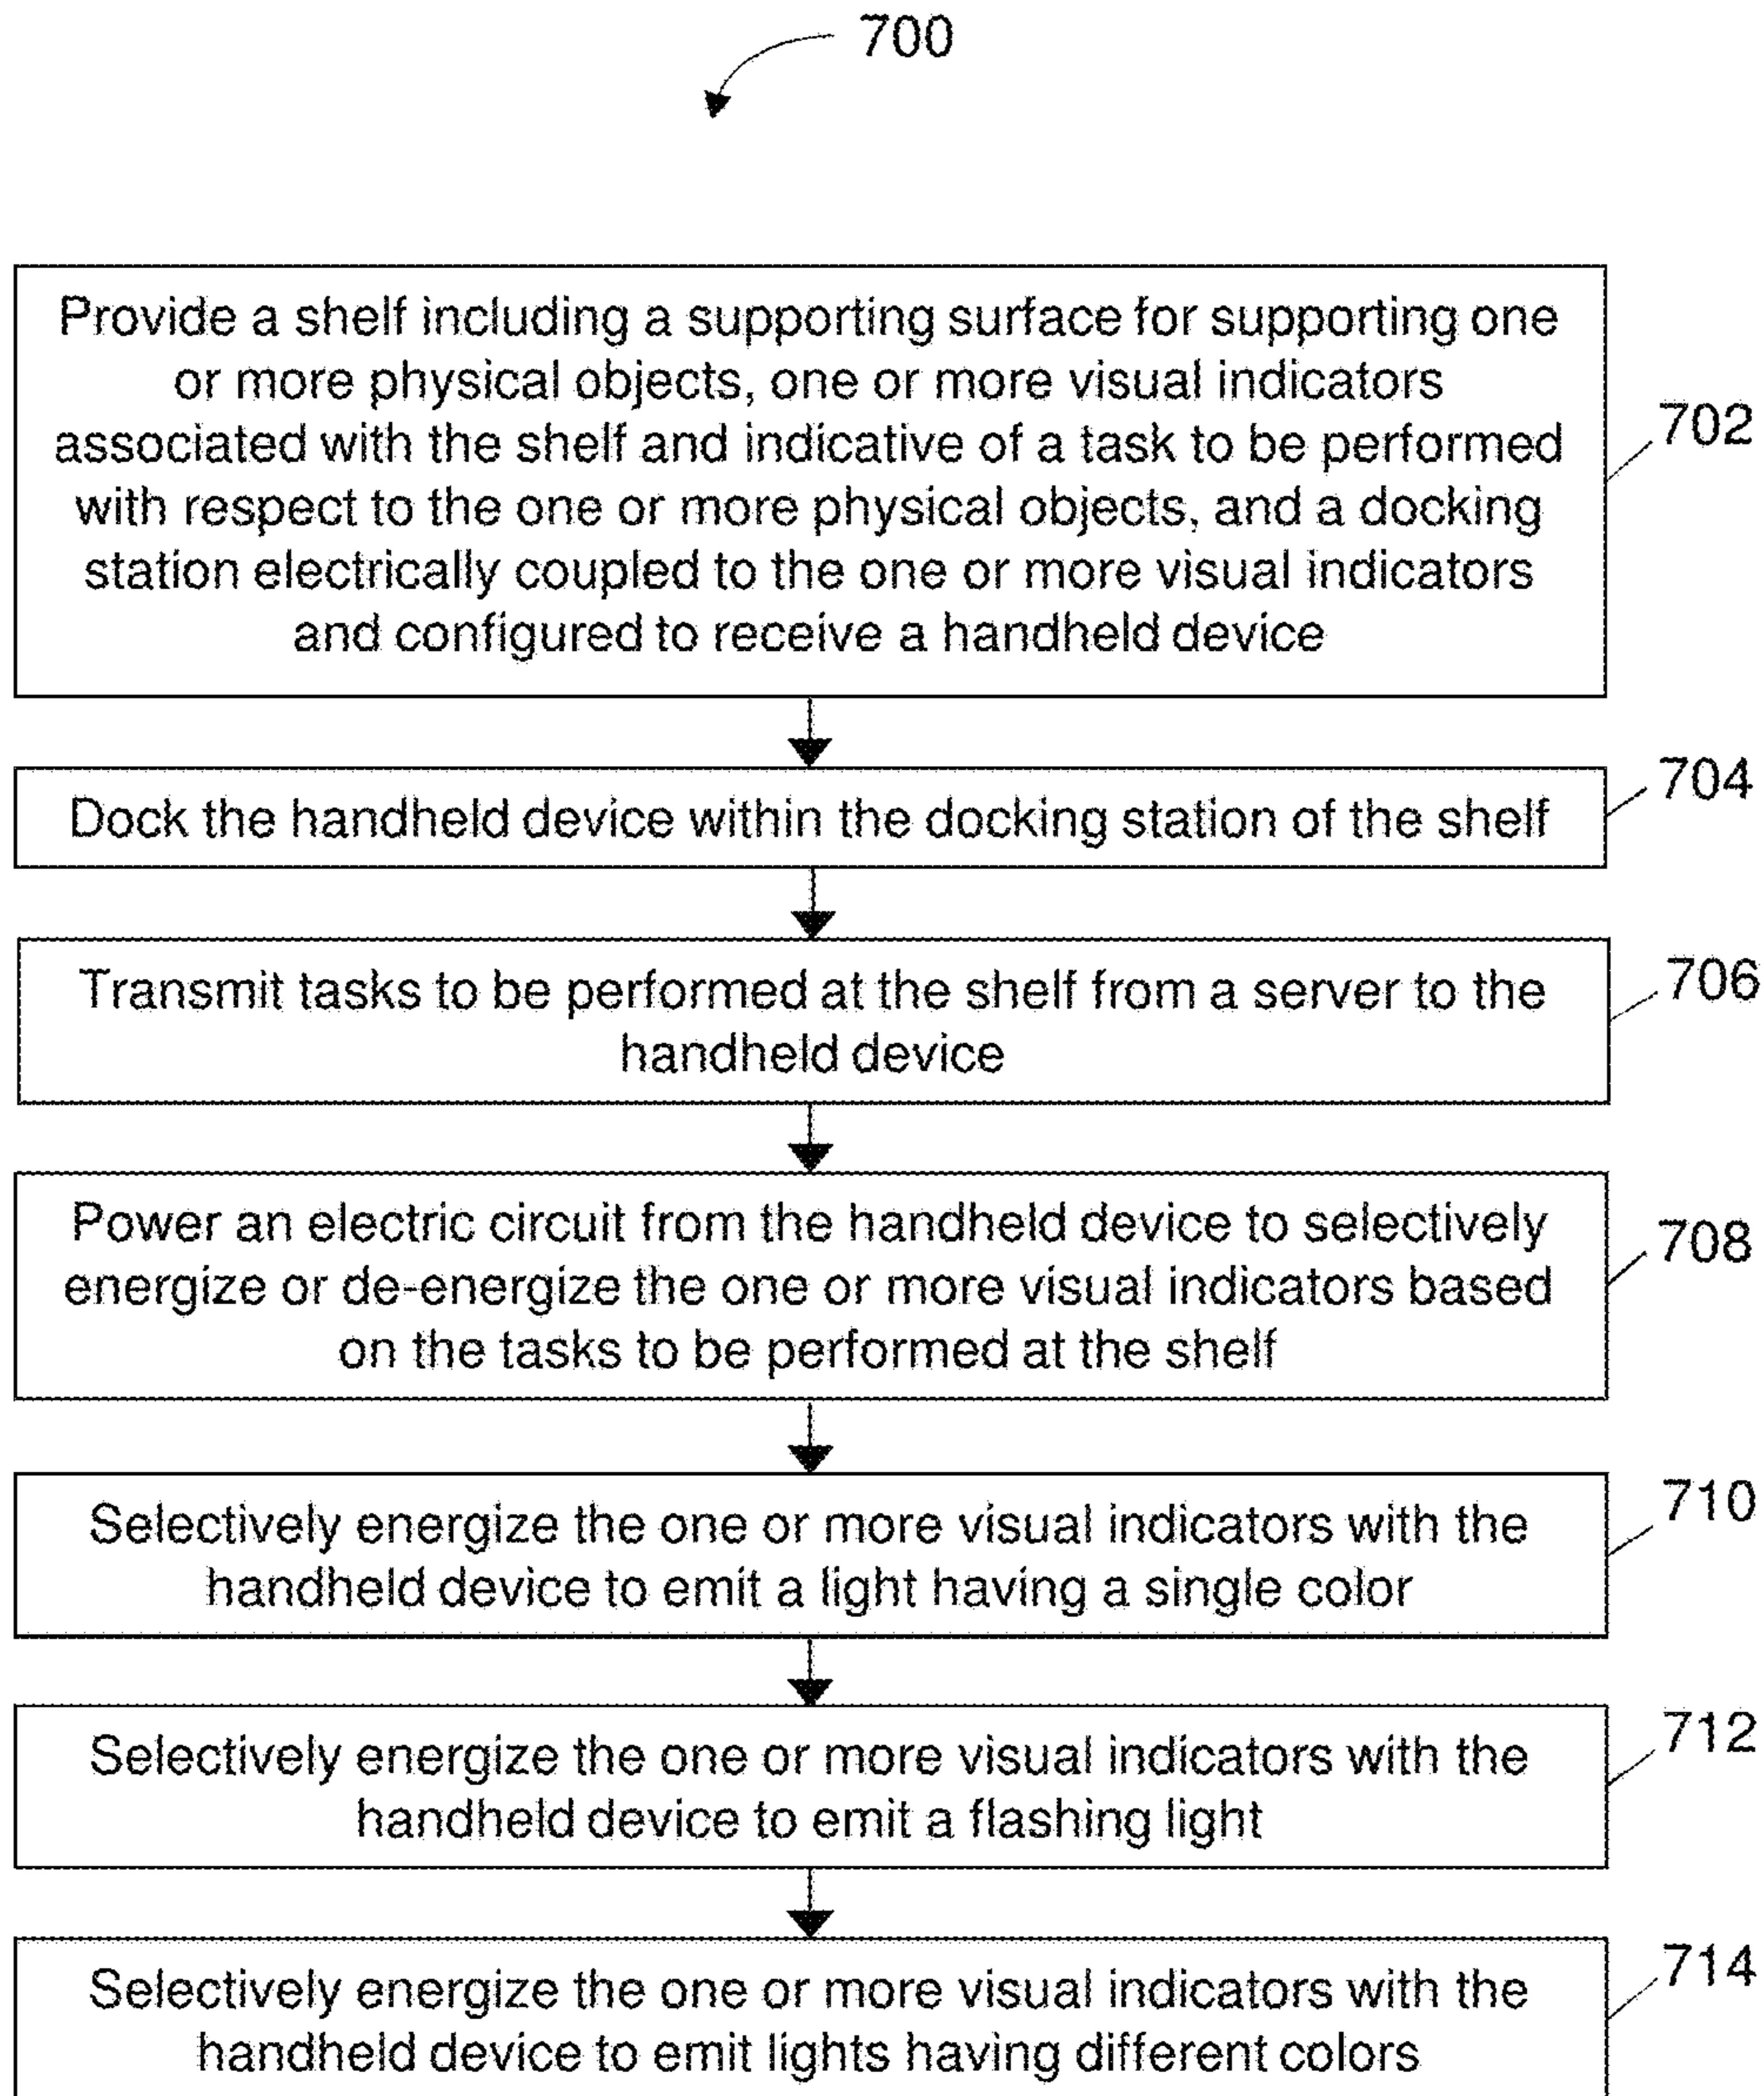 700
Provide a shelf including a supporting surface for supporting one
or more physical objects, one or more visual indicators
associated with the shelf and indicative of a task to be performed
with respect to the one or more physical objects, and a docking
station electrically coupled to the one or more visual indicators
and configured to receive a handheld device
702
Dock the handheld device within the docking station of the shelf
704
Transmit tasks to be performed at the shelf from a server to the
handheld device
706
Power an electric circuit from the handheld device to selectively
energize or de-energize the one or more visual indicators based
on the tasks to be performed at the shelf
708
Selectively energize the one or more visual indicators with the
handheld device to emit a light having a single color
710
Selectively energize the one or more visual indicators with the
handheld device to emit a flashing light
712
Selectively energize the one or more visual indicators with the
handheld device to emit lights having different colors
714